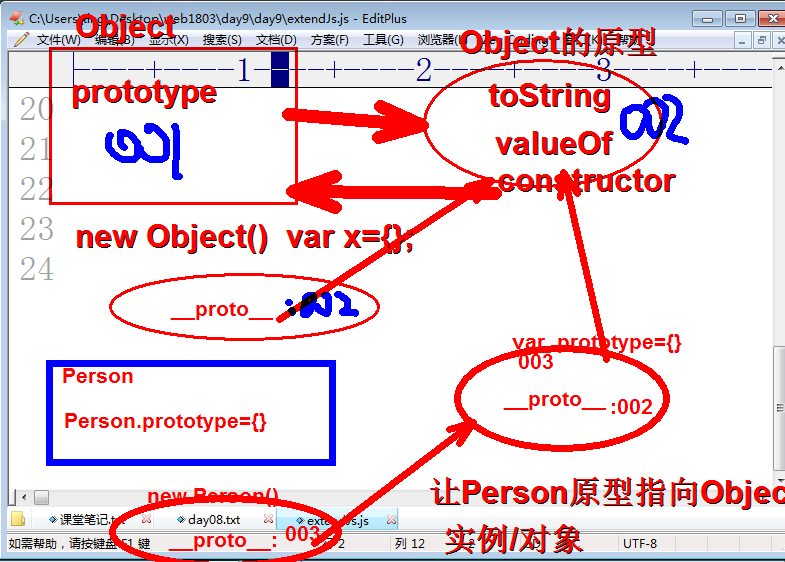 C:\Users\    \Desktop\web1803\day9\day9\extendJs.js - EditPlus
Object
文件(W) 编辑 显示(X) 搜索(S) 文档(D) 方案(F) 工具(G) 浏览器
Object的原型
1 2 3
prototype
toString
002
20
001
valueOf
21
constructor
22
new Object() var x={};
23
24
__proto__ :002
var prototype={}
003
Person
__proto__ :002
Person.prototype={}
new Person()
让Person原型指向Objec
课堂笔记.txt day08.txt extendJs.js
实例/对象
如需帮助，请按键盘 F1 键
__proto__: 003
列 12
UTF-8